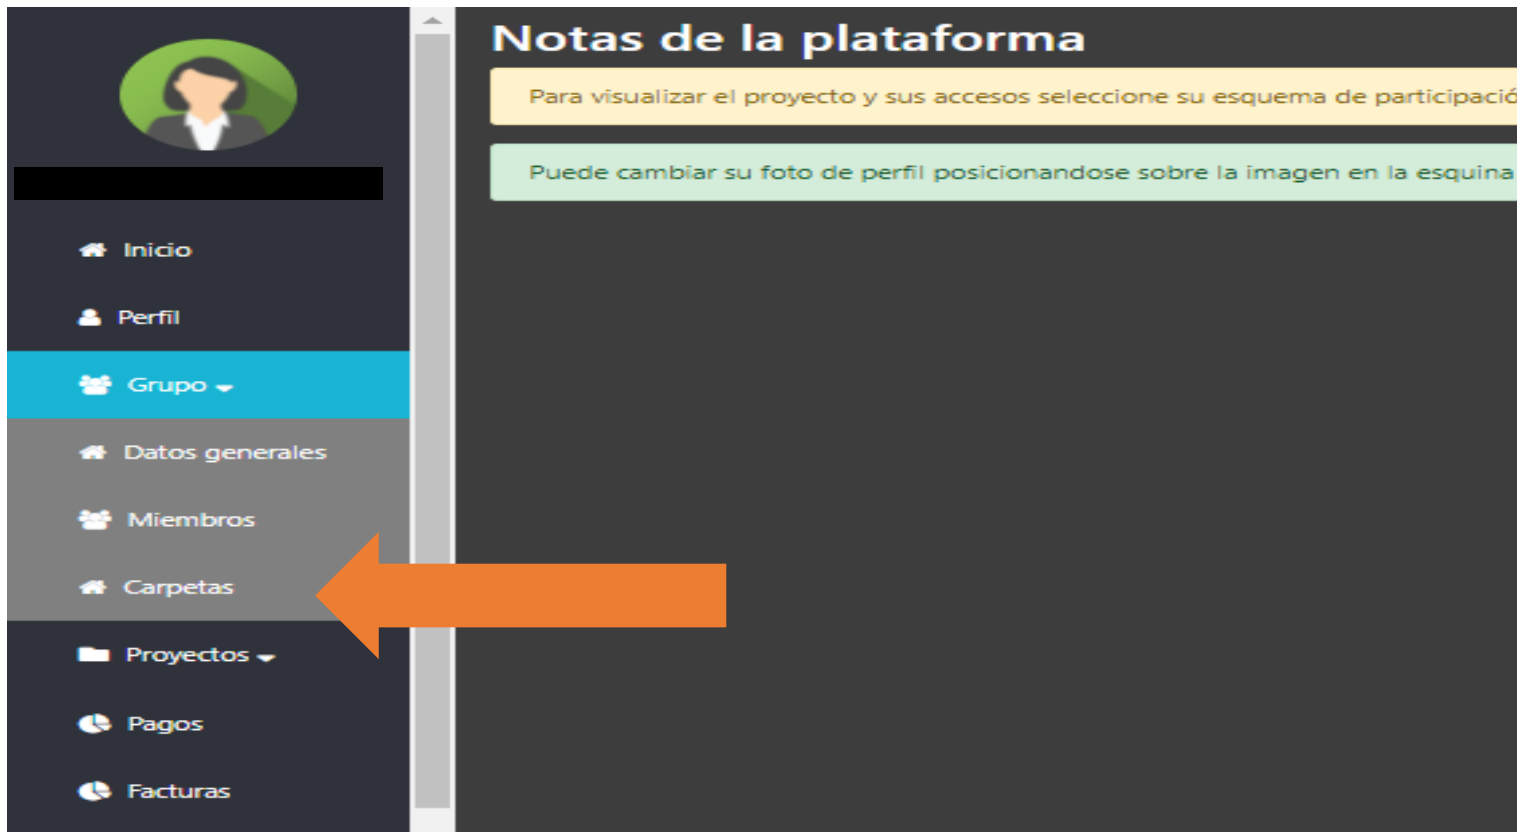 Notas de la plataforma
Para visualizar el proyecto y sus accesos seleccione su esquema de participació
Puede cambiar su foto de perfil posicionandose sobre la imagen en la esquina
Inicio
Perfil
Grupo
Datos generales
Miembros
Carpetas
Proyectos
Pagos
Facturas